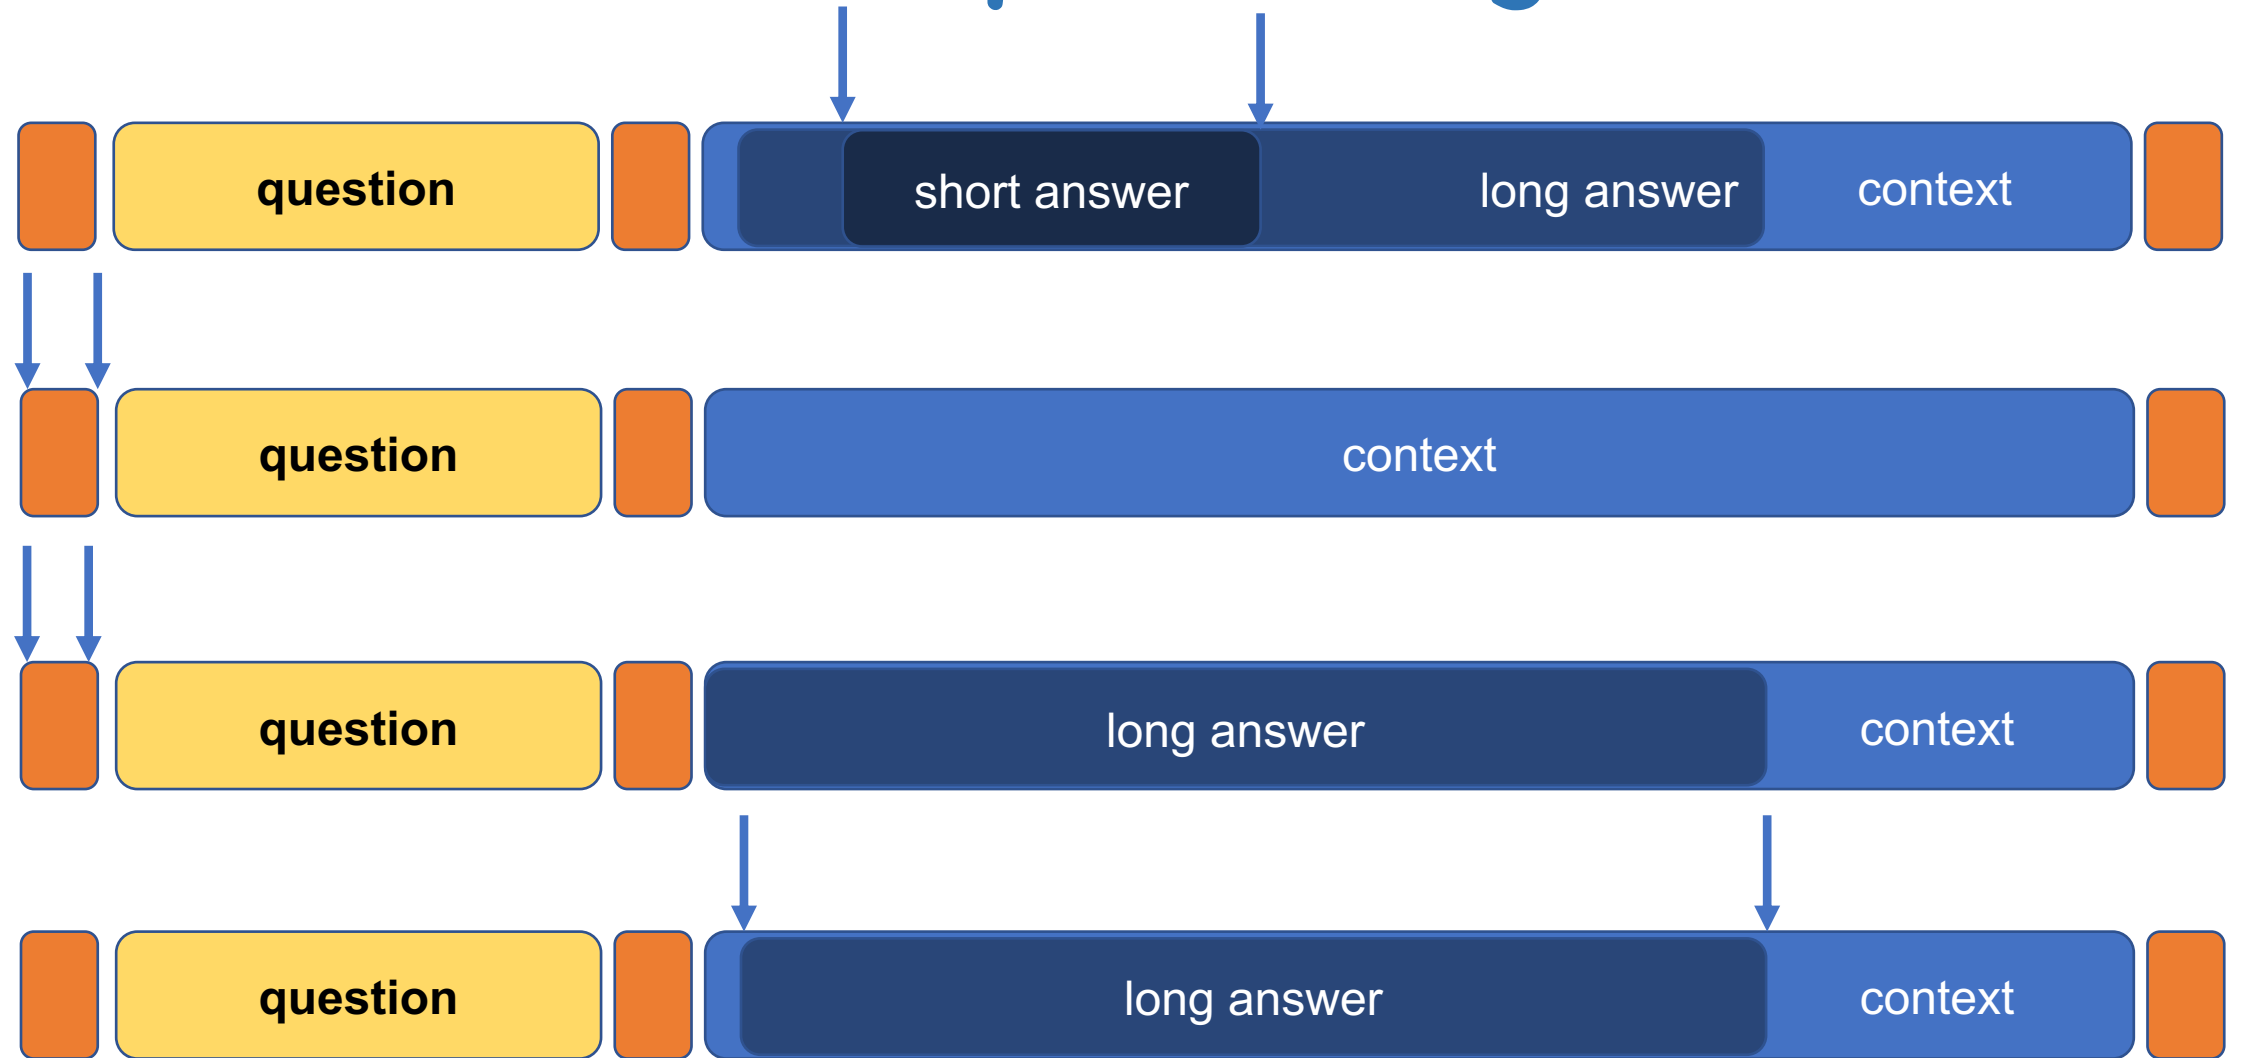 question short answer long answer context
question context
question long answer context
question long answer context